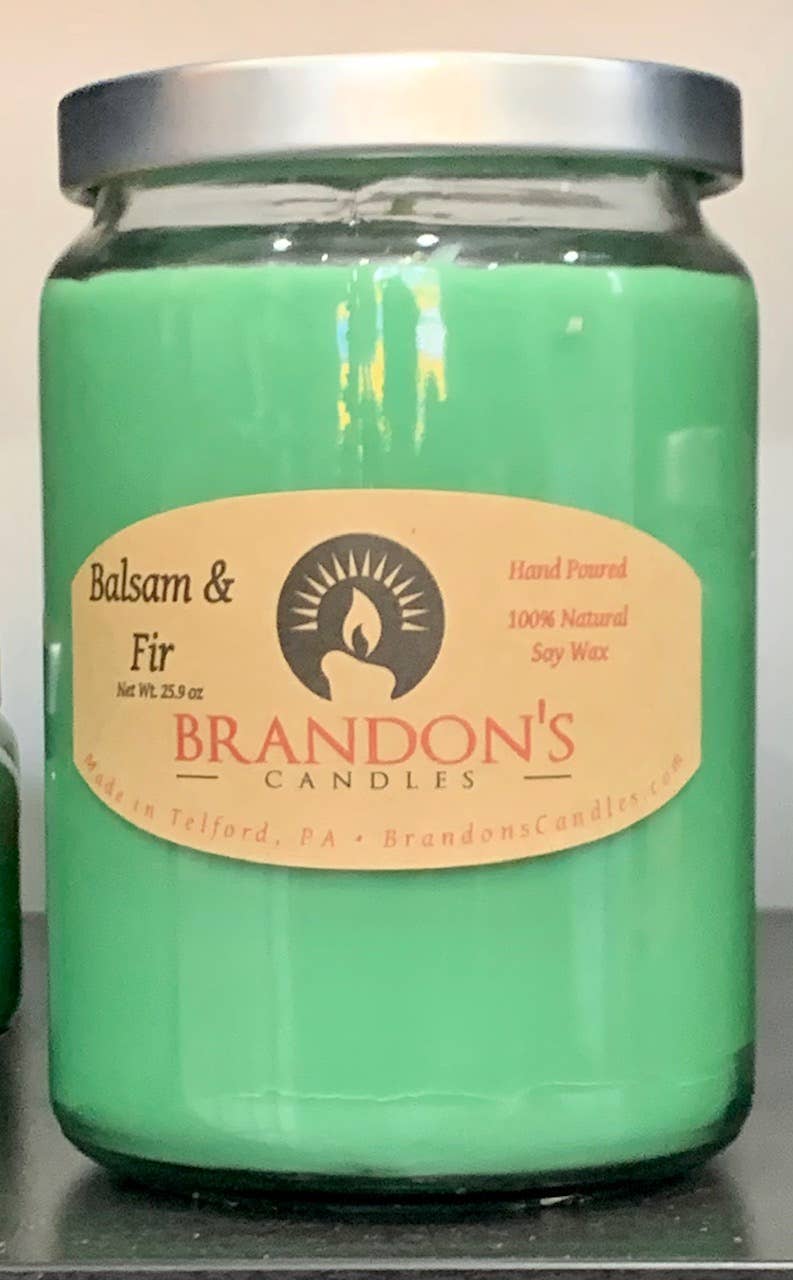 Balsam &
Fir
Net Wt. 25.9 oz
Hand Poured
100% Natural
Soy Wax
BRANDON'S
CANDLES
Made in Telford, PA • BrandonsCandles.com